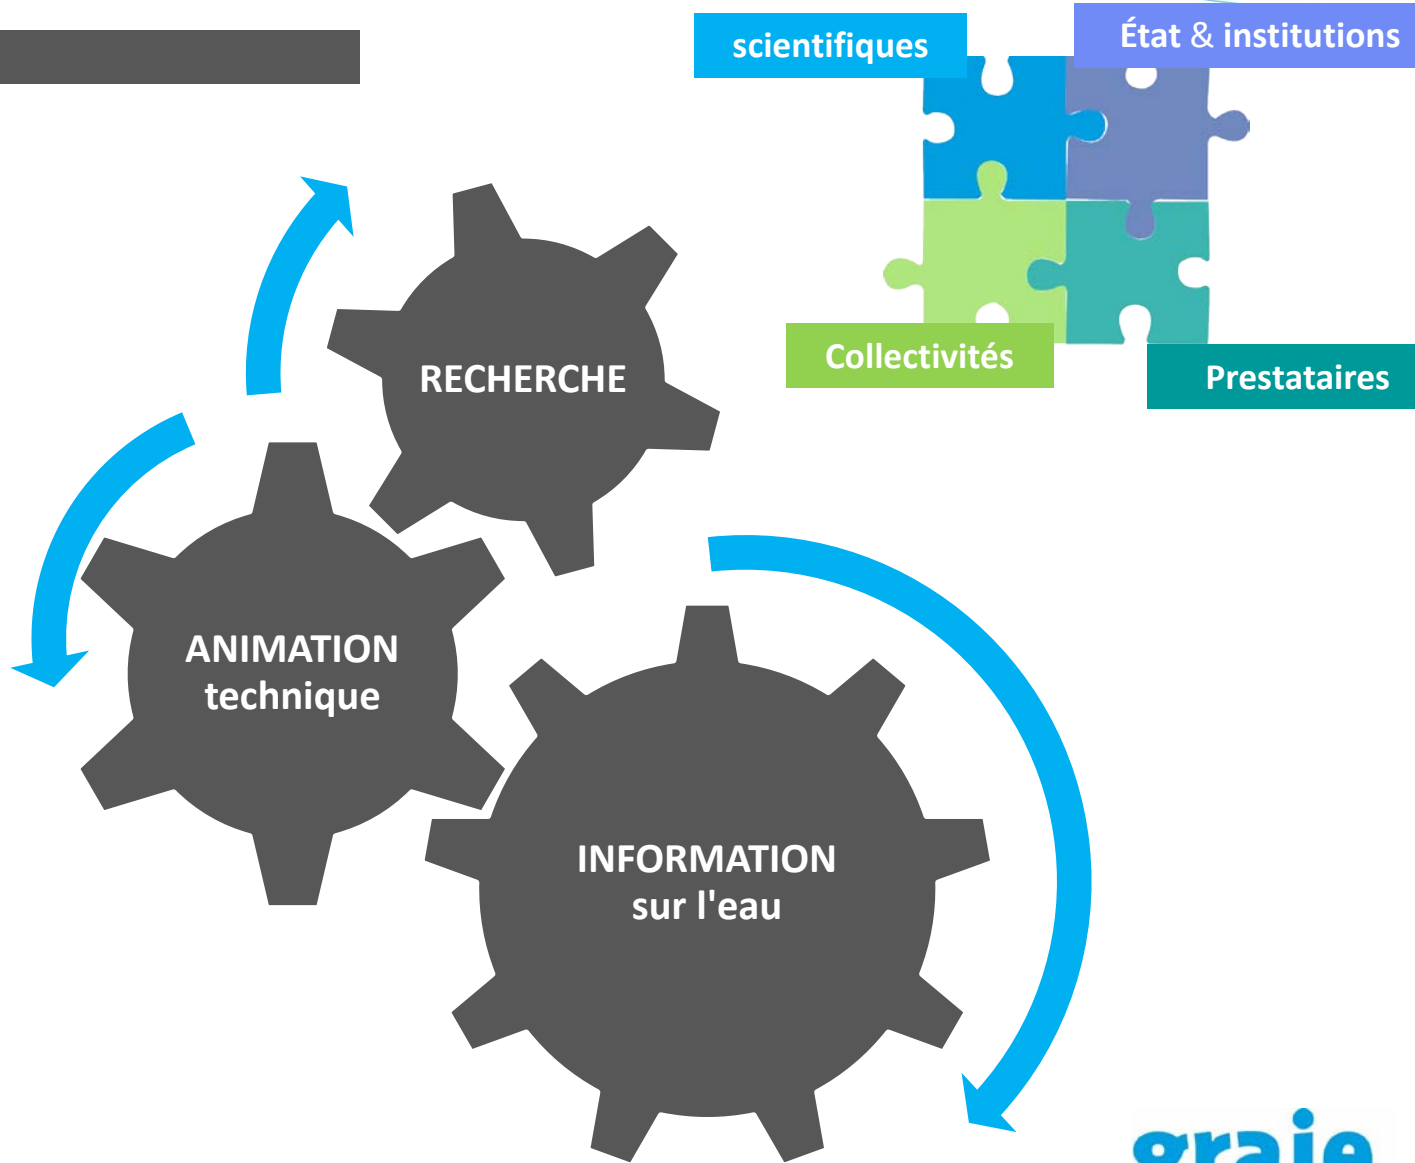 scientifiques
État & institutions
Collectivités
Prestataires
RECHERCHE
ANIMATION
technique
INFORMATION
sur l'eau
graie